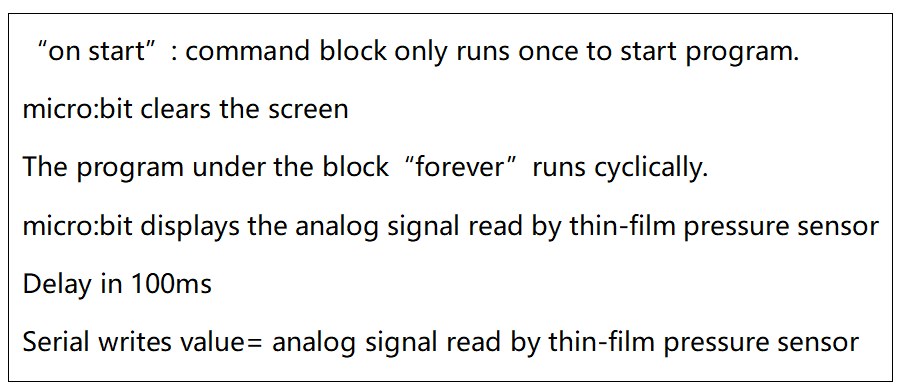 “on start”: command block only runs once to start program.
micro:bit clears the screen
The program under the block “forever” runs cyclically.
micro:bit displays the analog signal read by thin-film pressure sensor
Delay in 100ms
Serial writes value= analog signal read by thin-film pressure sensor